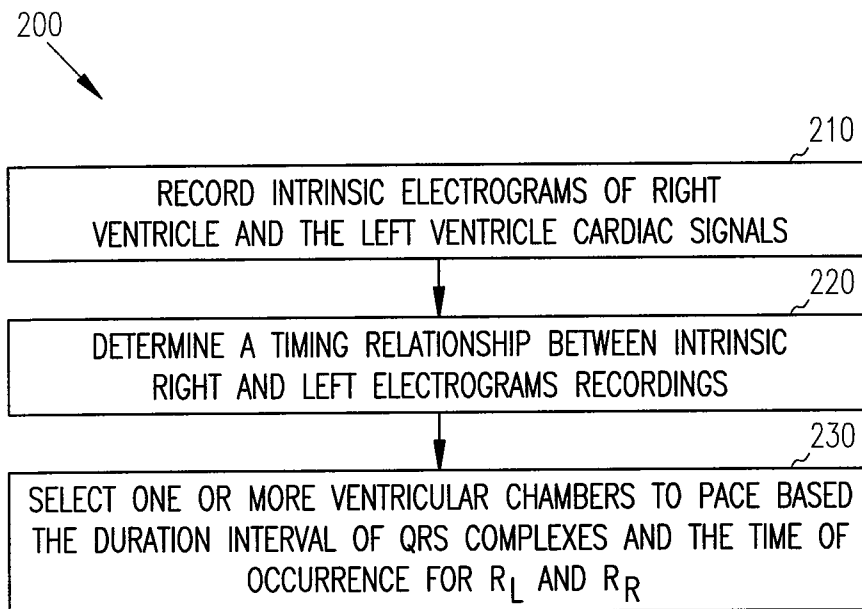 200
210
RECORD INTRINSIC ELECTROGRAMS OF RIGHT
VENTRICLE AND THE LEFT VENTRICLE CARDIAC SIGNALS
220
DETERMINE A TIMING RELATIONSHIP BETWEEN INTRINSIC
RIGHT AND LEFT ELECTROGRAMS RECORDINGS
230
SELECT ONE OR MORE VENTRICULAR CHAMBERS TO PACE BASED
THE DURATION INTERVAL OF QRS COMPLEXES AND THE TIME OF
OCCURRENCE FOR R_L AND R_R